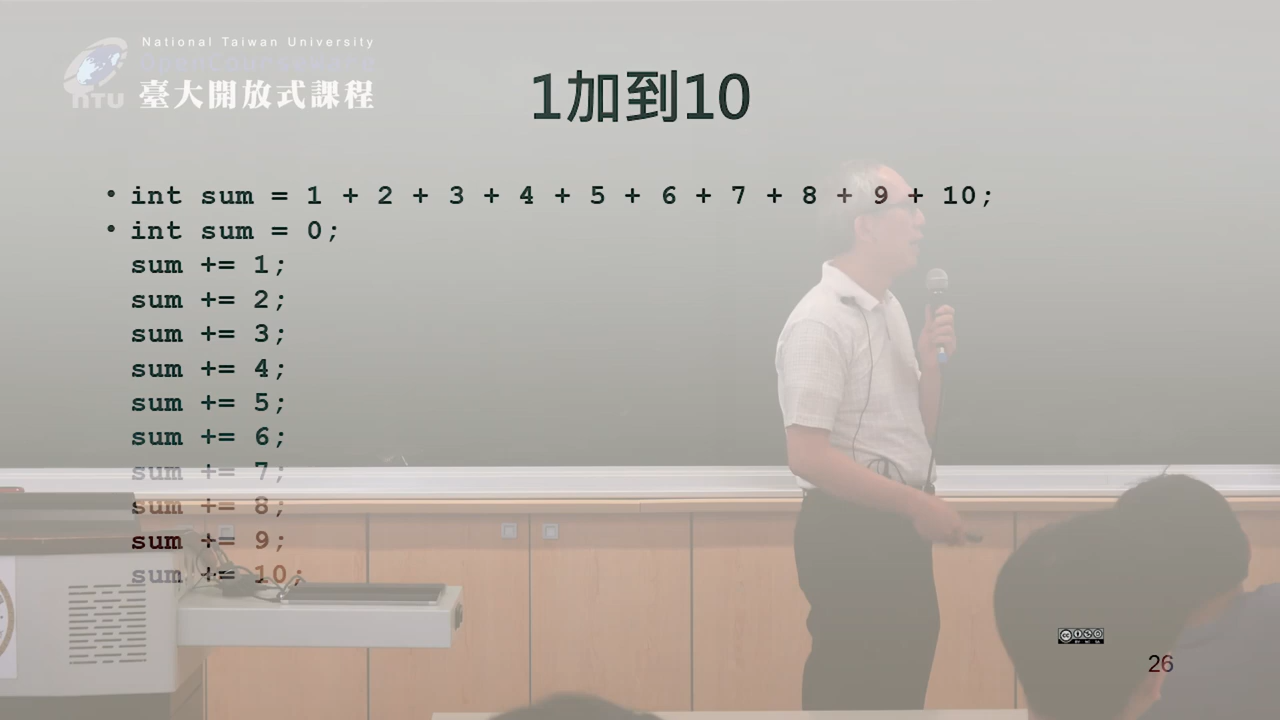 National Taiwan University
OpenCourseWare
臺大開放式課程
NTU
1加到10
• int sum = 1 + 2 + 3 + 4 + 5 + 6 + 7 + 8 + 9 + 10;
• int sum = 0;
sum += 1;
sum += 2;
sum += 3;
sum += 4;
sum += 5;
sum += 6;
sum += 7;
sum += 8;
sum += 9;
sum += 10;
26